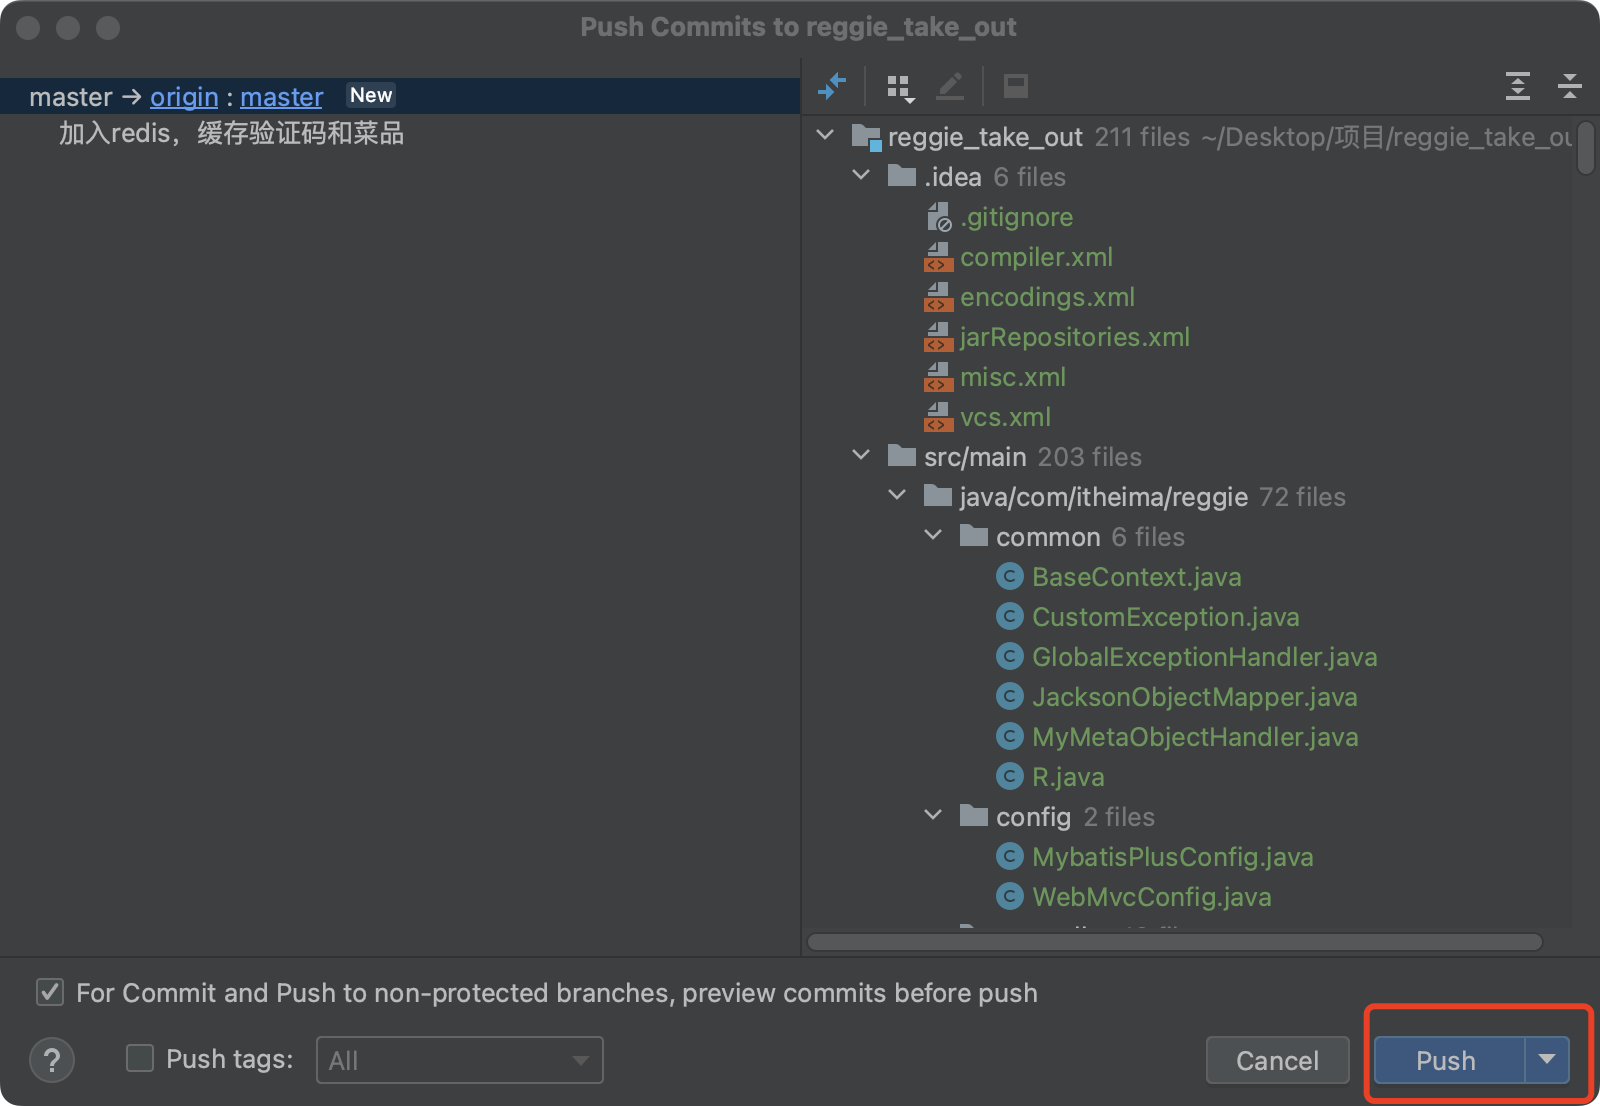 Push Commits to reggie_take_out
master → origin : master New
加入redis，缓存验证码和菜品
reggie_take_out 211 files ~/Desktop/项目/reggie_take_ou
.idea 6 files
.gitignore
compiler.xml
encodings.xml
jarRepositories.xml
misc.xml
vcs.xml
src/main 203 files
java/com/itheima/reggie 72 files
common 6 files
BaseContext.java
CustomException.java
GlobalExceptionHandler.java
JacksonObjectMapper.java
MyMetaObjectHandler.java
R.java
config 2 files
MybatisPlusConfig.java
WebMvcConfig.java
For Commit and Push to non-protected branches, preview commits before push
? Push tags: All Cancel Push